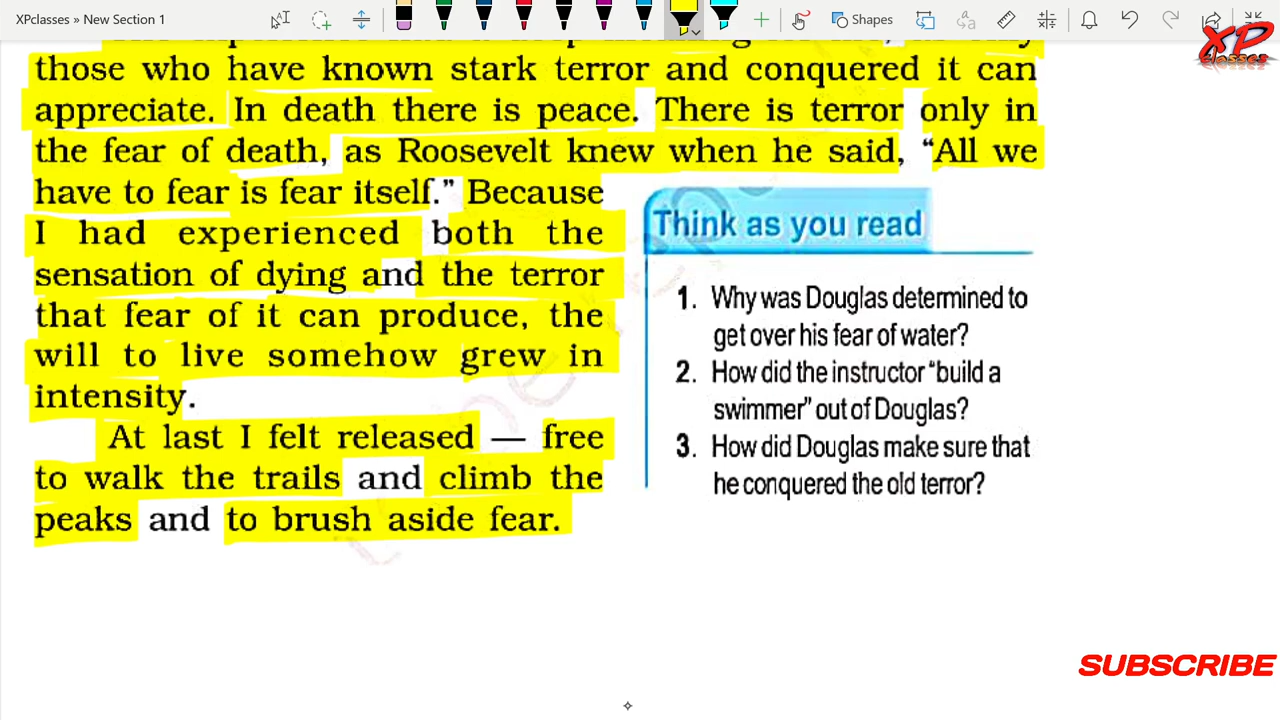 XPclasses » New Section 1
Shapes
XP
Classes
those who have known stark terror and conquered it can
appreciate. In death there is peace. There is terror only in
the fear of death, as Roosevelt knew when he said, “All we
have to fear is fear itself.” Because
I had experienced both the
sensation of dying and the terror
that fear of it can produce, the
will to live somehow grew in
intensity.
At last I felt released — free
to walk the trails and climb the
peaks and to brush aside fear.
Think as you read
1. Why was Douglas determined to
get over his fear of water?
2. How did the instructor “build a
swimmer” out of Douglas?
3. How did Douglas make sure that
he conquered the old terror?
SUBSCRIBE